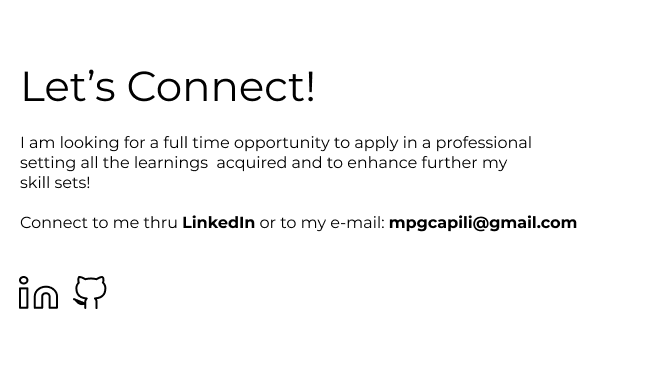 Let’s Connect!
I am looking for a full time opportunity to apply in a professional
setting all the learnings  acquired and to enhance further my
skill sets!
Connect to me thru LinkedIn or to my e-mail: mpgcapili@gmail.com
in